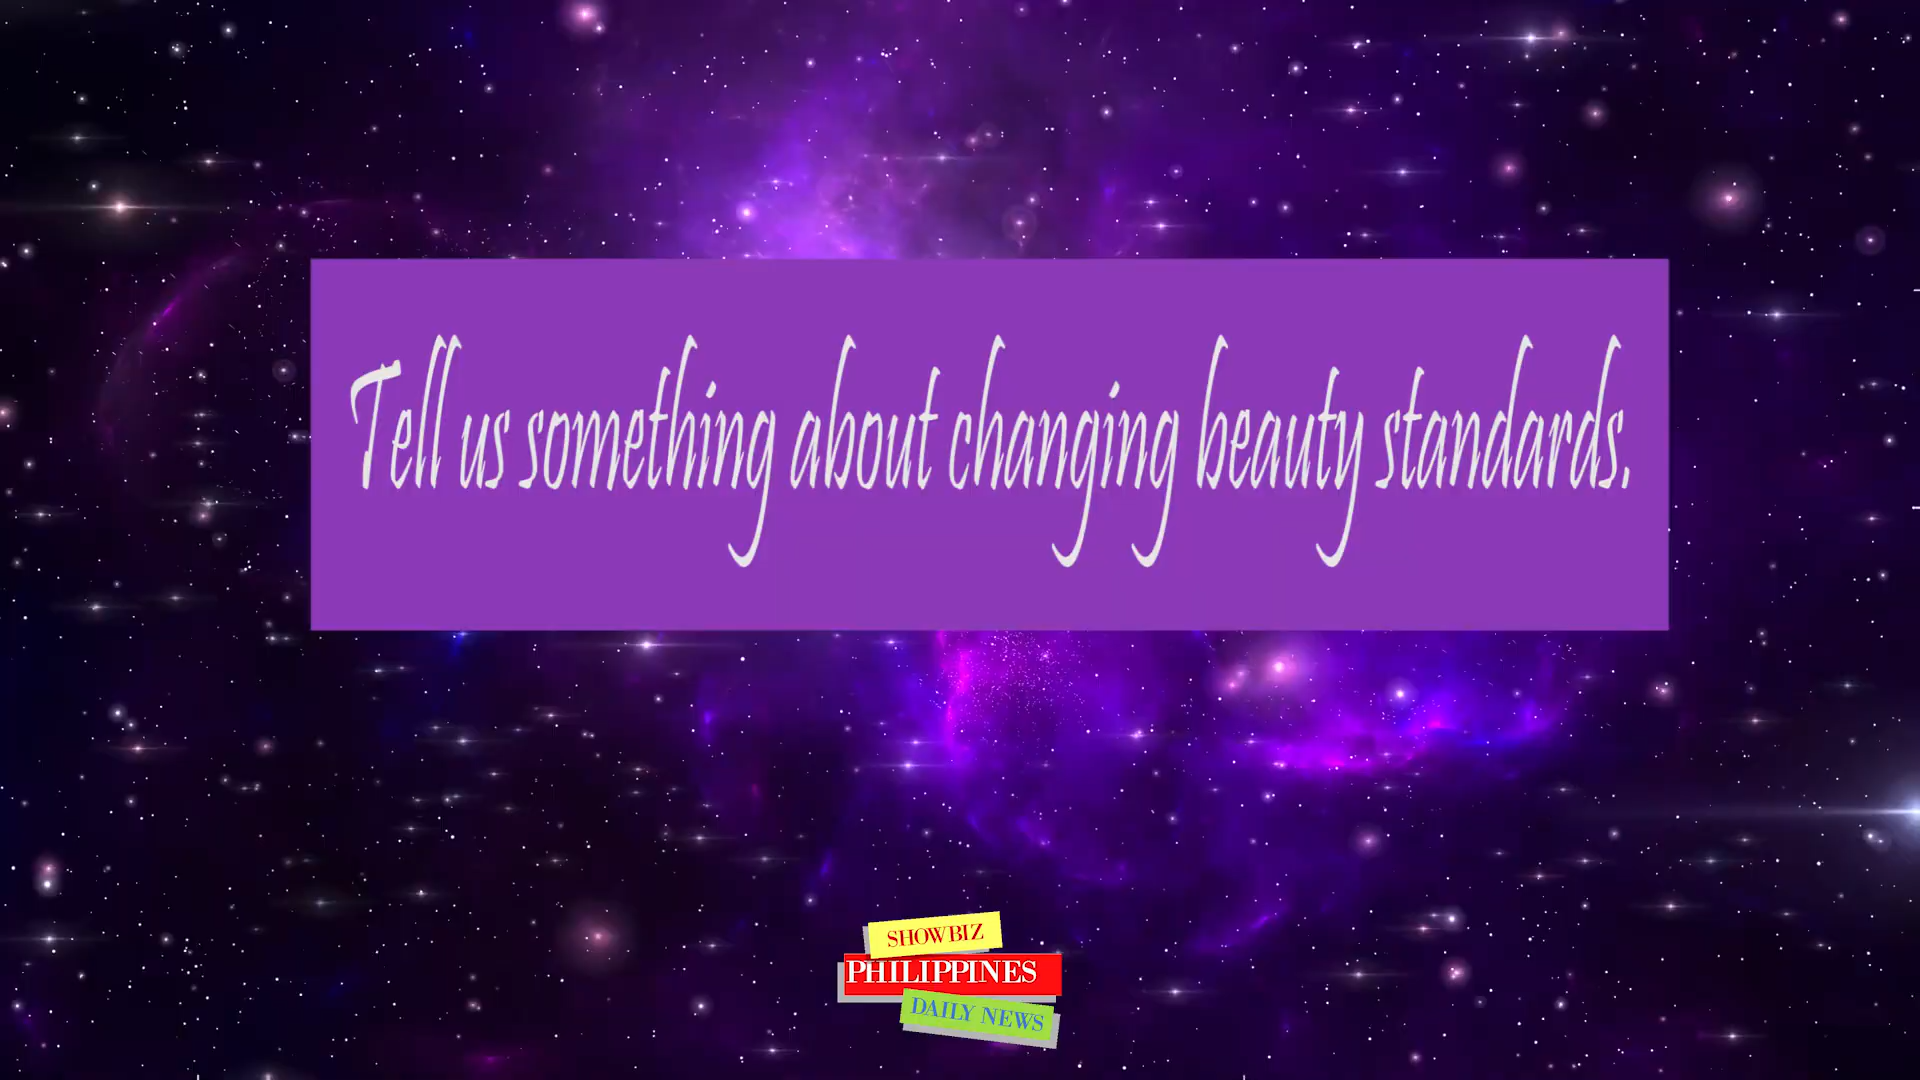 Tell us something about changing beauty standards.
SHOWBIZ
PHILIPPINES
DAILY NEWS